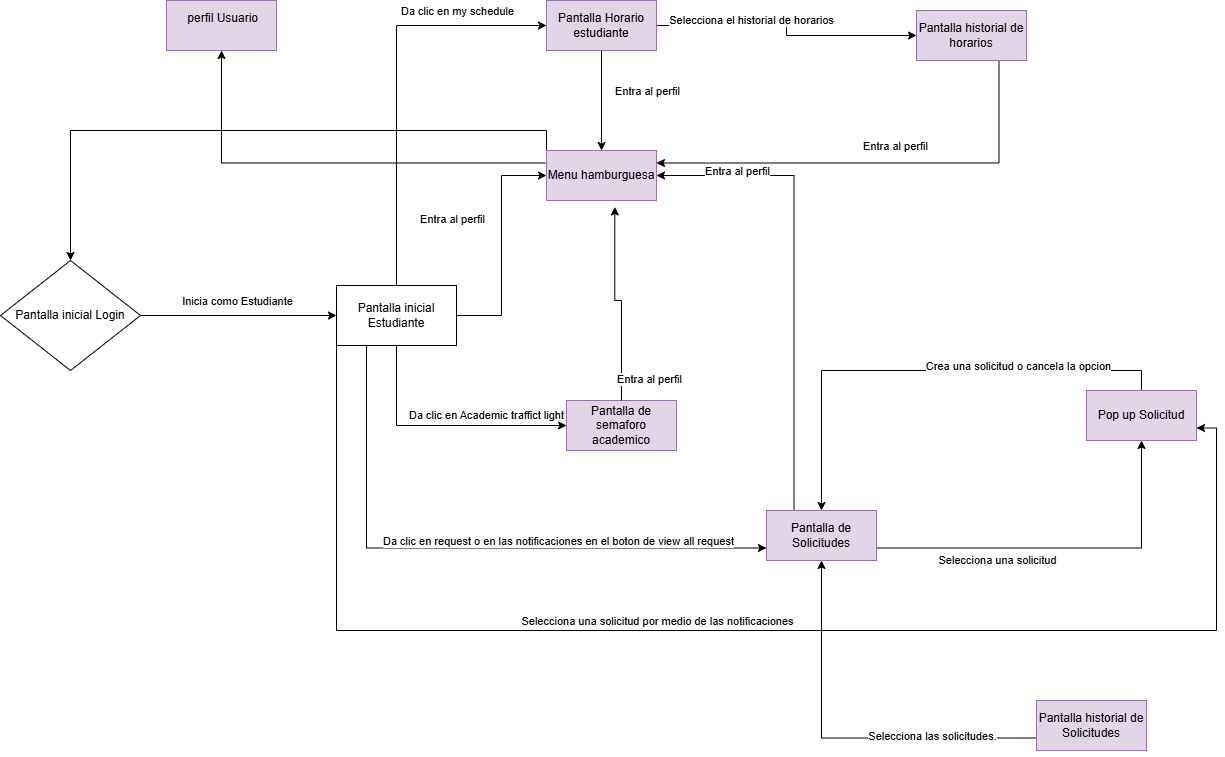 perfil Usuario
Da clic en my schedule
Pantalla Horario
estudiante
Selecciona el historial de horarios
Pantalla historial de
horarios
Entra al perfil
Entra al perfil
Menu hamburguesa
Entra al perfil
Entra al perfil
Pantalla inicial Login
Inicia como Estudiante
Pantalla inicial
Estudiante
Entra al perfil
Da clic en Academic traffict light
Pantalla de
semaforo
academico
Crea una solicitud o cancela la opcion
Pop up Solicitud
Pantalla de
Solicitudes
Da clic en request o en las notificaciones en el boton de view all request
Selecciona una solicitud
Selecciona una solicitud por medio de las notificaciones
Pantalla historial de
Solicitudes
Selecciona las solicitudes.